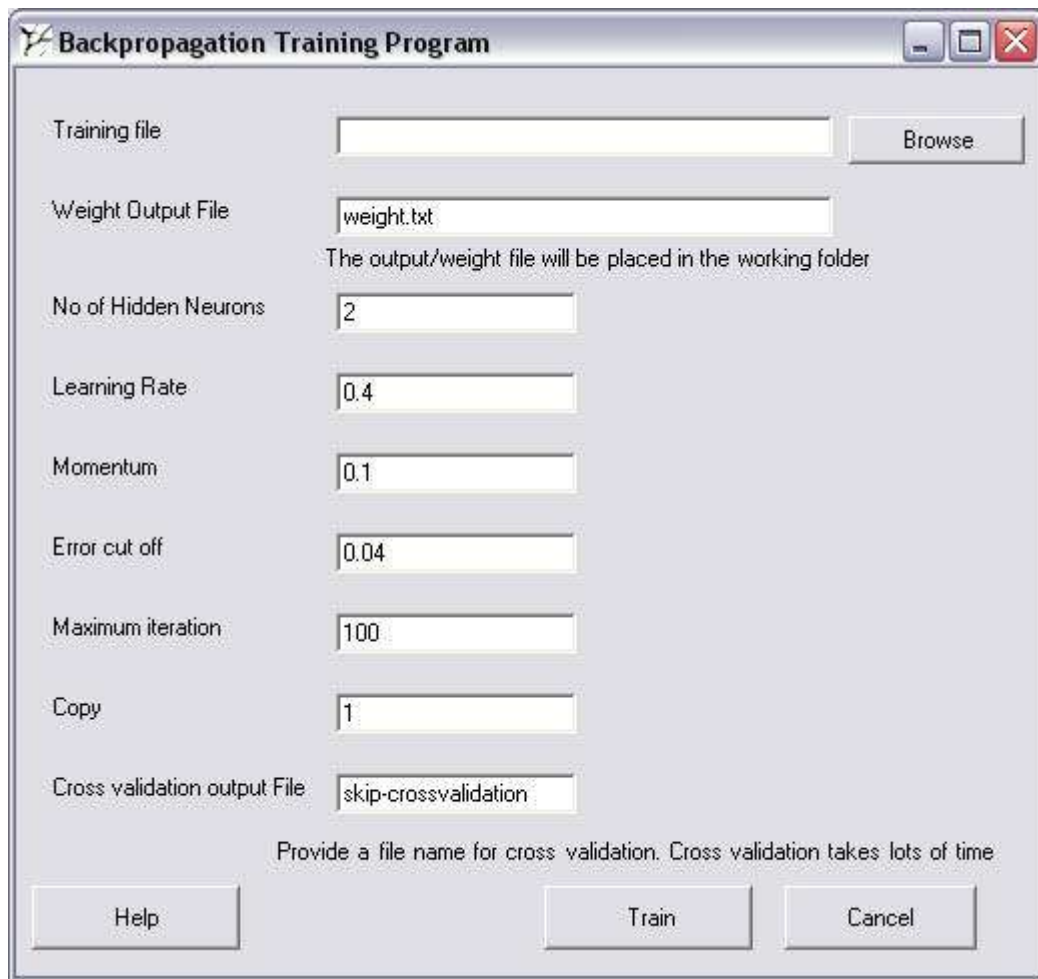 Backpropagation Training Program
Training file
Browse
Weight Output File weight.txt
The output/weight file will be placed in the working folder
No of Hidden Neurons 2
Learning Rate 0.4
Momentum 0.1
Error cut off 0.04
Maximum iteration 100
Copy 1
Cross validation output File skip-crossvalidation
Provide a file name for cross validation. Cross validation takes lots of time
Help Train Cancel